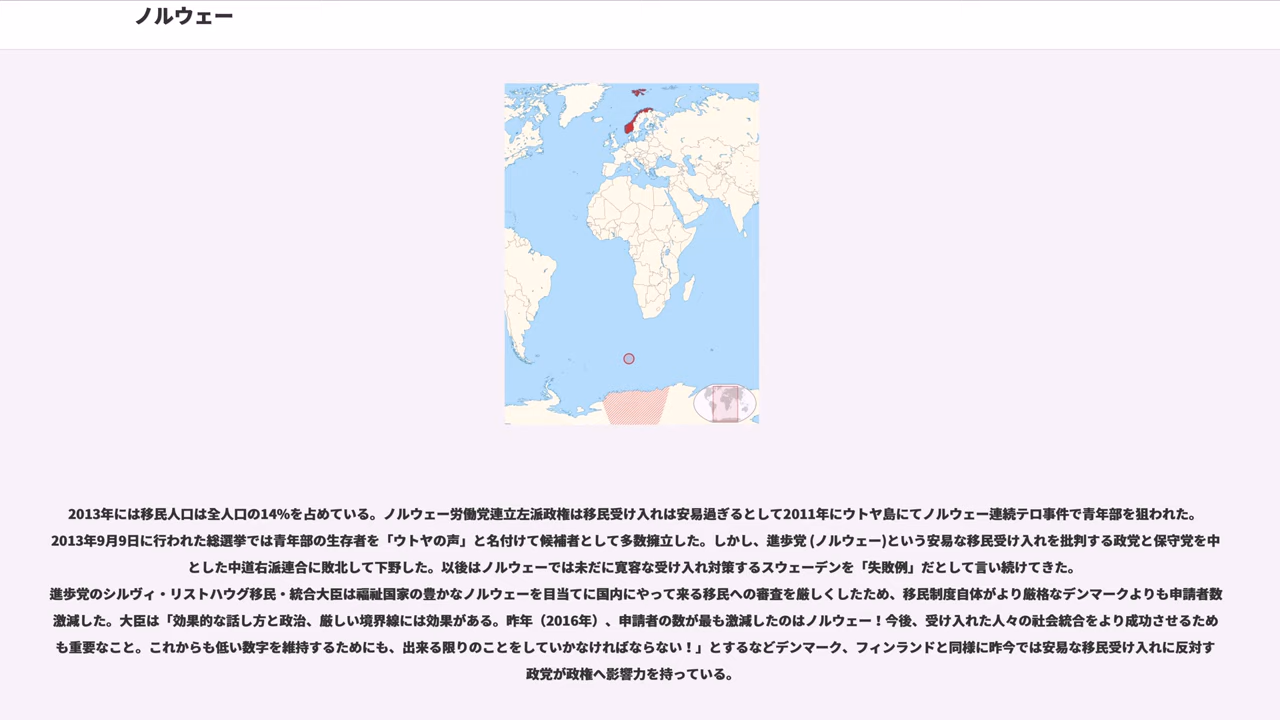 ノルウェー
2013年には移民人口は全人口の14%を占めている。ノルウェー労働党連立左派政権は移民受け入れは安易過ぎるとして2011年にウトヤ島にてノルウェー連続テロ事件で青年部を狙われた。
2013年9月9日に行われた総選挙では青年部の生存者を「ウトヤの声」と名付けて候補者として多数擁立した。しかし、進歩党 (ノルウェー)という安易な移民受け入れを批判する政党と保守党を中
とした中道右派連合に敗北して下野した。以後はノルウェーでは未だに寛容な受け入れ対策するスウェーデンを「失敗例」だとして言い続けてきた。
進歩党のシルヴィ・リストハウグ移民・統合大臣は福祉国家の豊かなノルウェーを目当てに国内にやって来る移民への審査を厳しくしたため、移民制度自体がより厳格なデンマークよりも申請者数
激減した。大臣は「効果的な話し方と政治、厳しい境界線には効果がある。昨年（2016年）、申請者の数が最も激減したのはノルウェー！今後、受け入れた人々の社会統合をより成功させるため
も重要なこと。これからも低い数字を維持するためにも、出来る限りのことをしていかなければならない！」とするなどデンマーク、フィンランドと同様に昨今では安易な移民受け入れに反対す
政党が政権へ影響力を持っている。